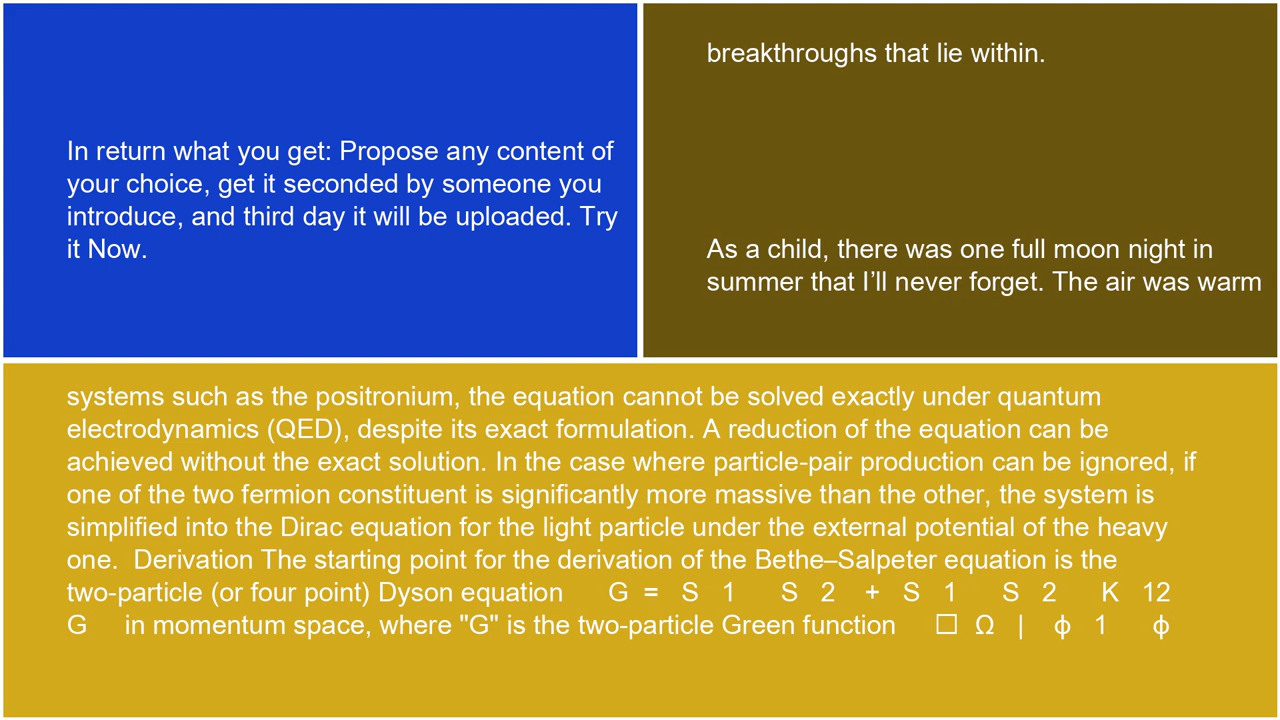 In return what you get: Propose any content of
your choice, get it seconded by someone you
introduce, and third day it will be uploaded. Try
it Now.
breakthroughs that lie within.
As a child, there was one full moon night in
summer that I’ll never forget. The air was warm
systems such as the positronium, the equation cannot be solved exactly under quantum
electrodynamics (QED), despite its exact formulation. A reduction of the equation can be
achieved without the exact solution. In the case where particle-pair production can be ignored, if
one of the two fermion constituent is significantly more massive than the other, the system is
simplified into the Dirac equation for the light particle under the external potential of the heavy
one.  Derivation The starting point for the derivation of the Bethe–Salpeter equation is the
two-particle (or four point) Dyson equation G = S 1 S 2 + S 1 S 2 K 12
G in momentum space, where "G" is the two-particle Green function □ Ω | ϕ 1 ϕ